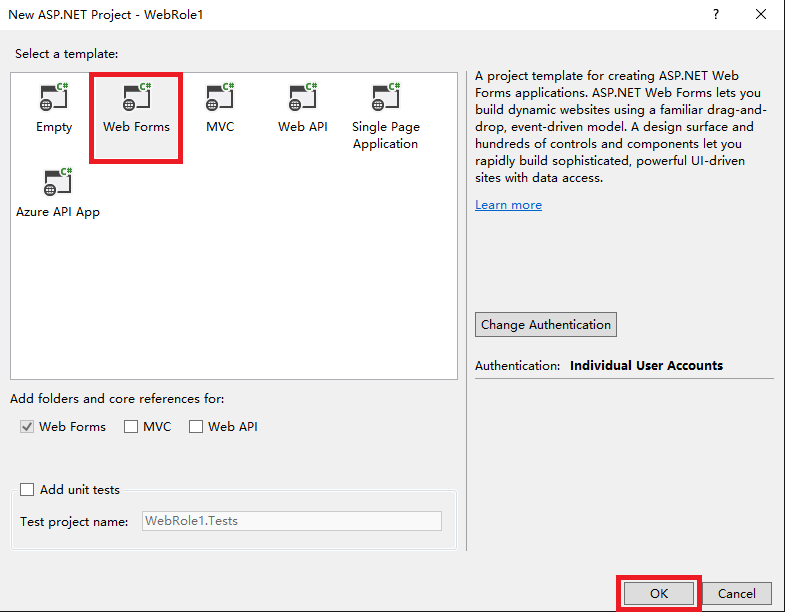 New ASP.NET Project - WebRole1
Select a template:
C# C# C# C# C#
Empty Web Forms MVC Web API Single Page
Application
C#
Azure API App
A project template for creating ASP.NET Web
Forms applications. ASP.NET Web Forms lets you
build dynamic websites using a familiar drag-and-
drop, event-driven model. A design surface and
hundreds of controls and components let you
rapidly build sophisticated, powerful UI-driven
sites with data access.
Learn more
Change Authentication
Authentication: Individual User Accounts
Add folders and core references for:
Web Forms MVC Web API
Add unit tests
Test project name: WebRole1.Tests
OK Cancel